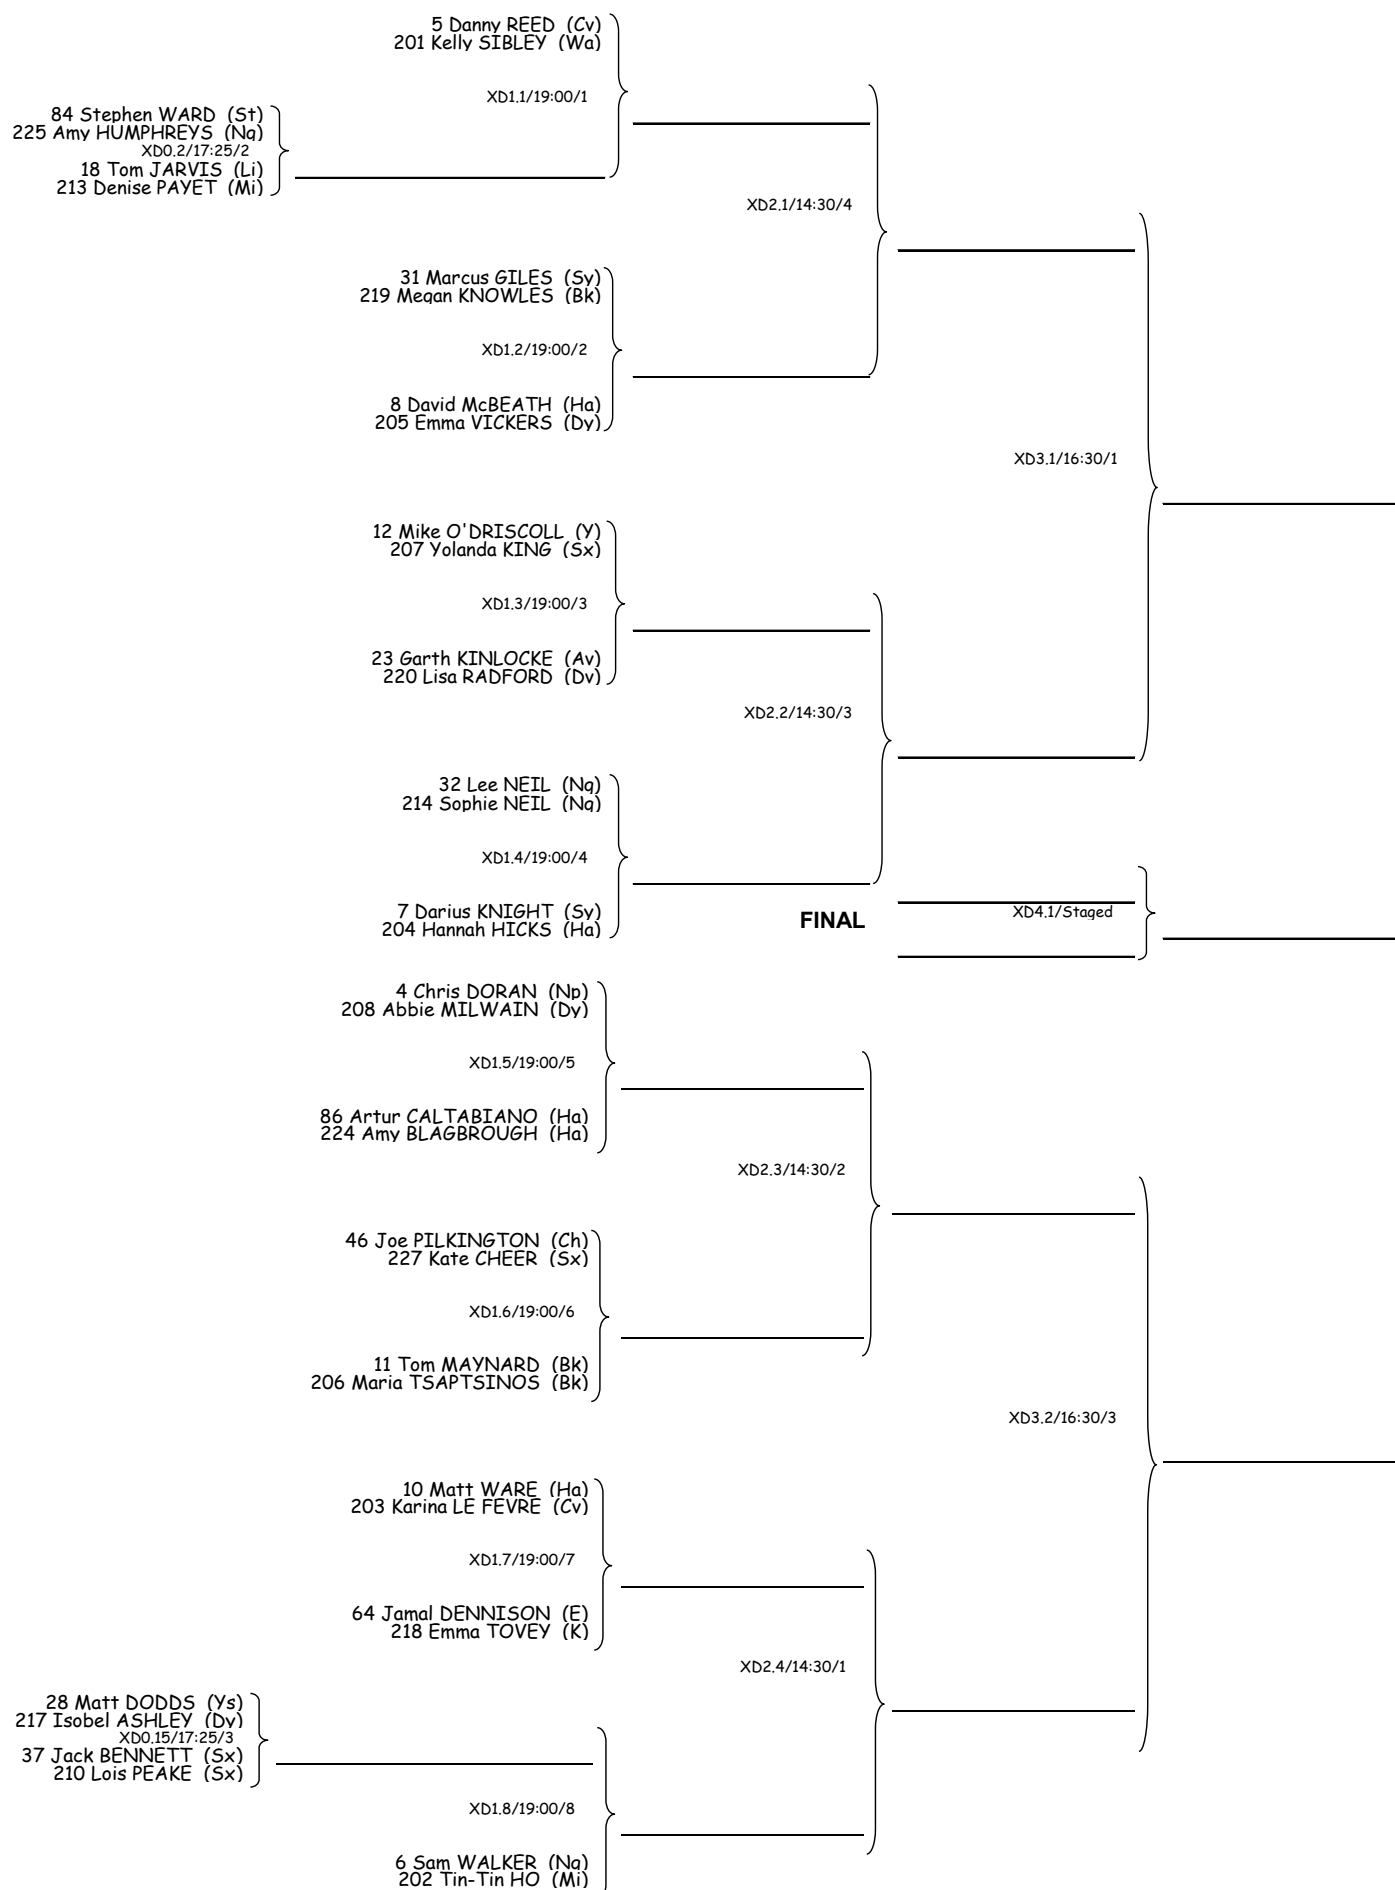 5 Danny REED (Cv)
201 Kelly SIBLEY (Wa)
XD1.1/19:00/1
84 Stephen WARD (St)
225 Amy HUMPHREYS (Ng)
XD0.2/17:25/2
18 Tom JARVIS (Li)
213 Denise PAYET (Mi)
XD2.1/14:30/4
31 Marcus GILES (Sy)
219 Megan KNOWLES (Bk)
XD1.2/19:00/2
8 David McBEATH (Ha)
205 Emma VICKERS (Dy)
XD3.1/16:30/1
12 Mike O'DRISCOLL (Y)
207 Yolanda KING (Sx)
XD1.3/19:00/3
23 Garth KINLOCKE (Av)
220 Lisa RADFORD (Dv)
XD2.2/14:30/3
32 Lee NEIL (Ng)
214 Sophie NEIL (Ng)
XD1.4/19:00/4
7 Darius KNIGHT (Sy)
204 Hannah HICKS (Ha)
FINAL
XD4.1/Staged
4 Chris DORAN (Np)
208 Abbie MILWAIN (Dy)
XD1.5/19:00/5
86 Artur CALTABIANO (Ha)
224 Amy BLAGBROUGH (Ha)
XD2.3/14:30/2
46 Joe PILKINGTON (Ch)
227 Kate CHEER (Sx)
XD1.6/19:00/6
11 Tom MAYNARD (Bk)
206 Maria TSAPTSINOS (Bk)
XD3.2/16:30/3
10 Matt WARE (Ha)
203 Karina LE FEVRE (Cv)
XD1.7/19:00/7
64 Jamal DENNISON (E)
218 Emma TOVEY (K)
XD2.4/14:30/1
28 Matt DODDS (Ys)
217 Isobel ASHLEY (Dv)
XD0.15/17:25/3
37 Jack BENNETT (Sx)
210 Lois PEAKE (Sx)
XD1.8/19:00/8
6 Sam WALKER (Ng)
202 Tin-Tin HO (Mi)